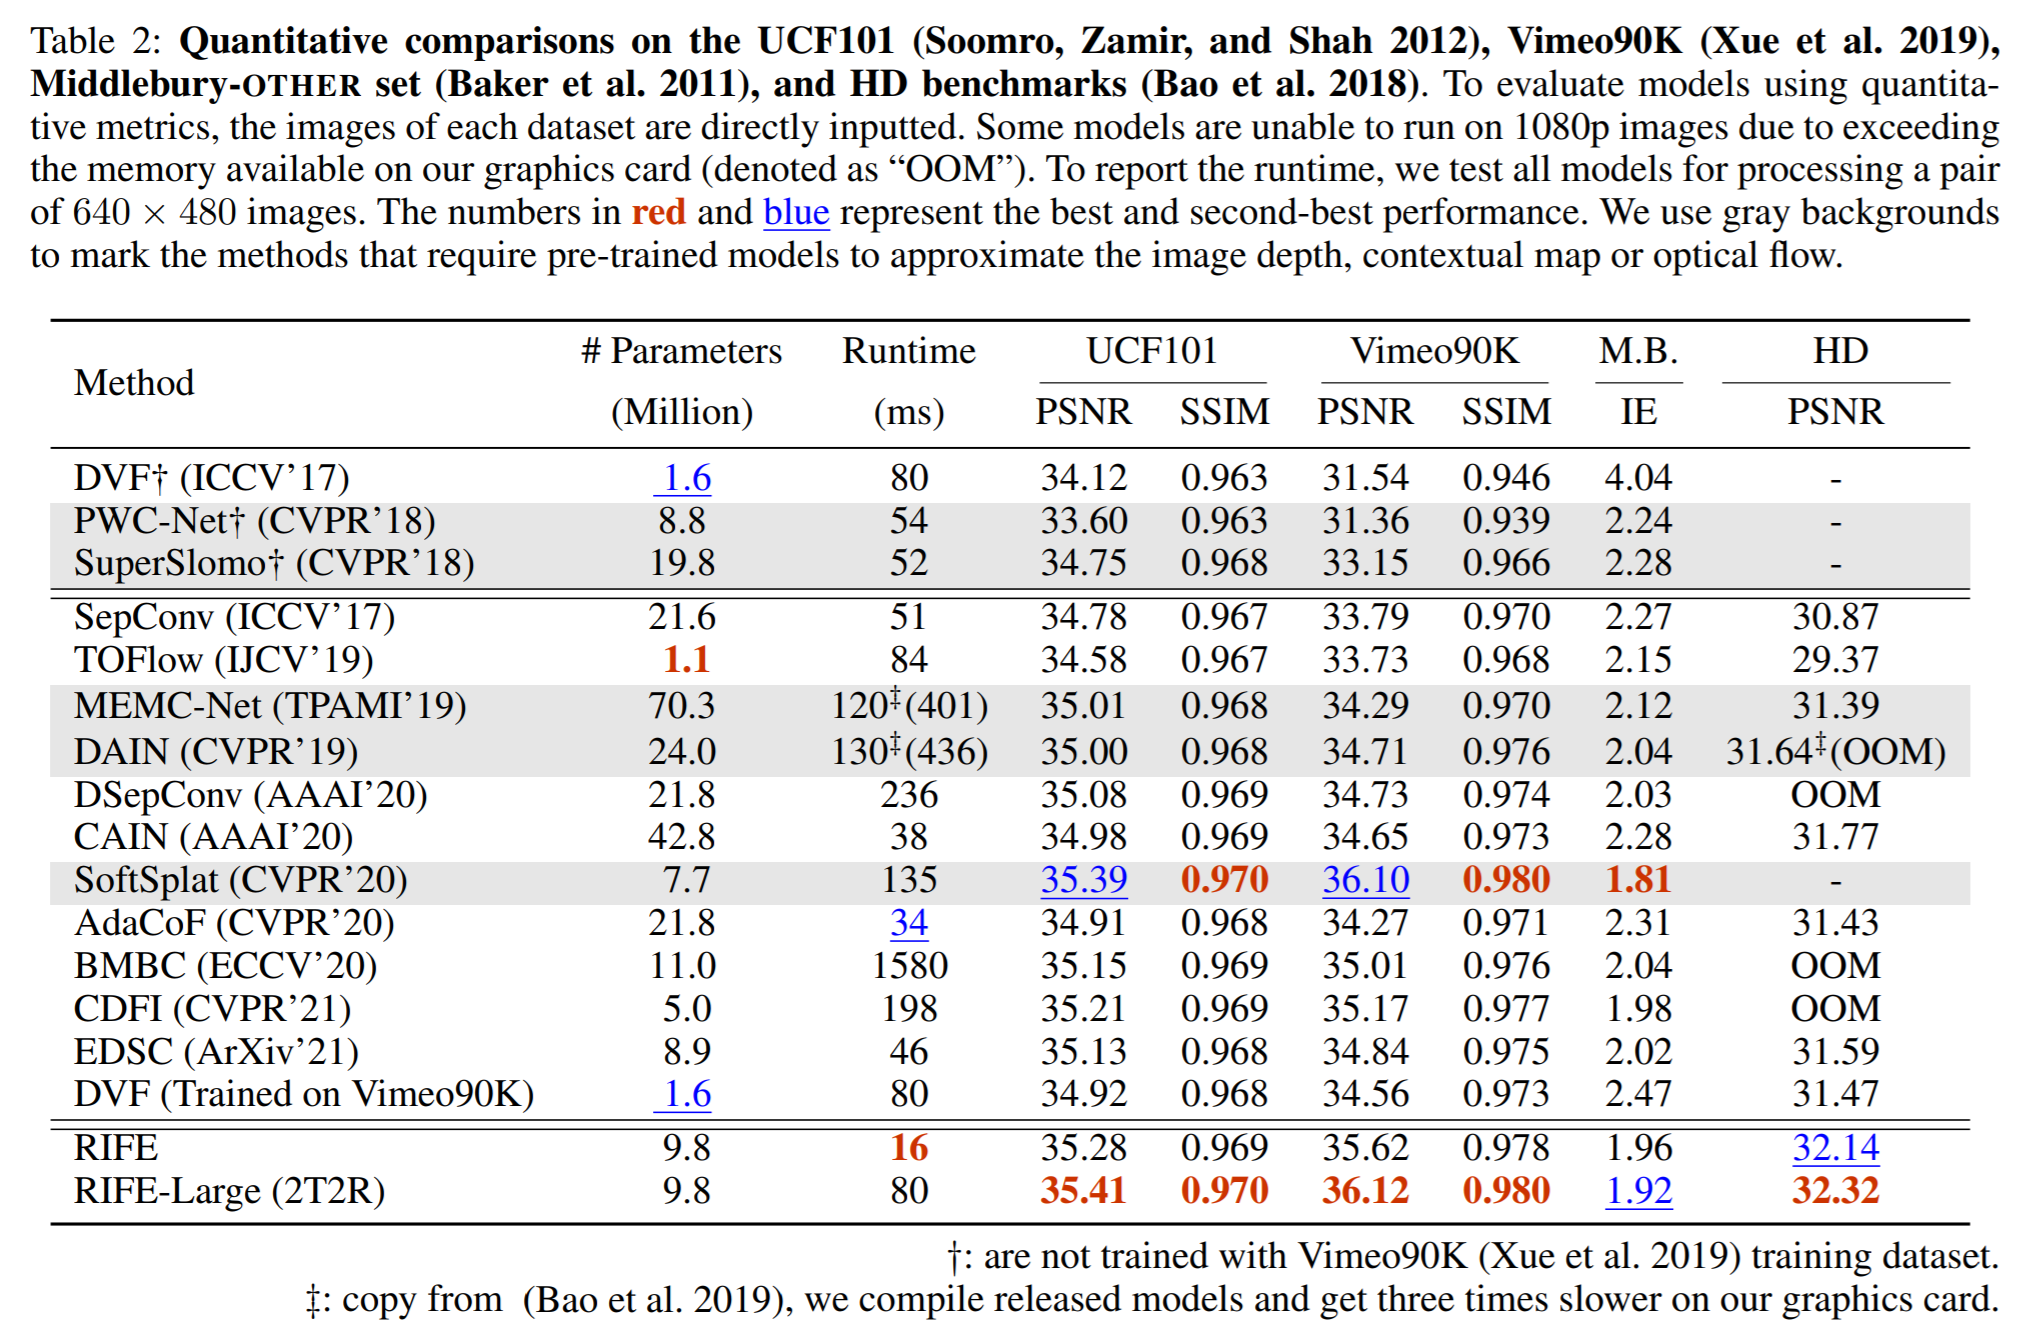 Table 2: Quantitative comparisons on the UCF101 (Soomro, Zamir, and Shah 2012), Vimeo90K (Xue et al. 2019),
Middlebury-OTHER set (Baker et al. 2011), and HD benchmarks (Bao et al. 2018). To evaluate models using quantita-
tive metrics, the images of each dataset are directly inputted. Some models are unable to run on 1080p images due to exceeding
the memory available on our graphics card (denoted as “OOM”). To report the runtime, we test all models for processing a pair
of 640 × 480 images. The numbers in red and blue represent the best and second-best performance. We use gray backgrounds
to mark the methods that require pre-trained models to approximate the image depth, contextual map or optical flow.
Method # Parameters Runtime UCF101 Vimeo90K M.B. HD
(Million) (ms) PSNR SSIM PSNR SSIM IE PSNR
DVF† (ICCV’17) 1.6 80 34.12 0.963 31.54 0.946 4.04 -
PWC-Net† (CVPR’18) 8.8 54 33.60 0.963 31.36 0.939 2.24 -
SuperSlomo† (CVPR’18) 19.8 52 34.75 0.968 33.15 0.966 2.28 -
SepConv (ICCV’17) 21.6 51 34.78 0.967 33.79 0.970 2.27 30.87
TOFlow (IJCV’19) 1.1 84 34.58 0.967 33.73 0.968 2.15 29.37
MEMC-Net (TPAMI’19) 70.3 120‡(401) 35.01 0.968 34.29 0.970 2.12 31.39
DAIN (CVPR’19) 24.0 130‡(436) 35.00 0.968 34.71 0.976 2.04 31.64‡(OOM)
DSepConv (AAAI’20) 21.8 236 35.08 0.969 34.73 0.974 2.03 OOM
CAIN (AAAI’20) 42.8 38 34.98 0.969 34.65 0.973 2.28 31.77
SoftSplat (CVPR’20) 7.7 135 35.39 0.970 36.10 0.980 1.81 -
AdaCoF (CVPR’20) 21.8 34 34.91 0.968 34.27 0.971 2.31 31.43
BMBC (ECCV’20) 11.0 1580 35.15 0.969 35.01 0.976 2.04 OOM
CDFI (CVPR’21) 5.0 198 35.21 0.969 35.17 0.977 1.98 OOM
EDSC (ArXiv’21) 8.9 46 35.13 0.968 34.84 0.975 2.02 31.59
DVF (Trained on Vimeo90K) 1.6 80 34.92 0.968 34.56 0.973 2.47 31.47
RIFE 9.8 16 35.28 0.969 35.62 0.978 1.96 32.14
RIFE-Large (2T2R) 9.8 80 35.41 0.970 36.12 0.980 1.92 32.32
†: are not trained with Vimeo90K (Xue et al. 2019) training dataset.
‡: copy from (Bao et al. 2019), we compile released models and get three times slower on our graphics card.